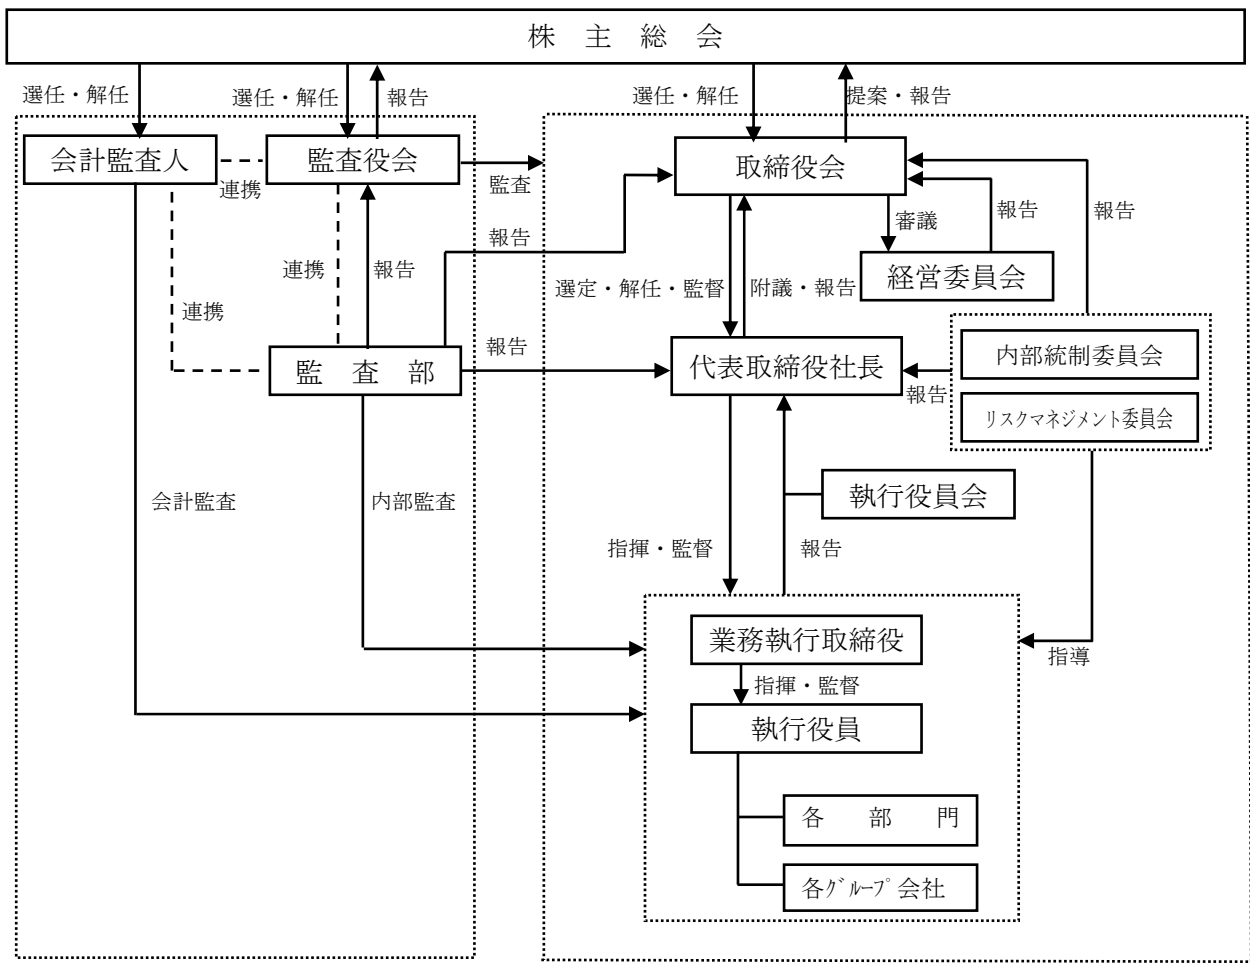 株 主 総 会
選任・解任
選任・解任
報告
選任・解任
提案・報告
会計監査人
監査役会
取締役会
連携
監査
報告
審議
報告
報告
連携
報告
経営委員会
選定・解任・監督
附議・報告
連携
監 査 部
報告
代表取締役社長
報告
内部統制委員会
リスクマネジメント委員会
会計監査
内部監査
執行役員会
指揮・監督
報告
業務執行取締役
指導
指揮・監督
執行役員
各 部 門
各グループ会社